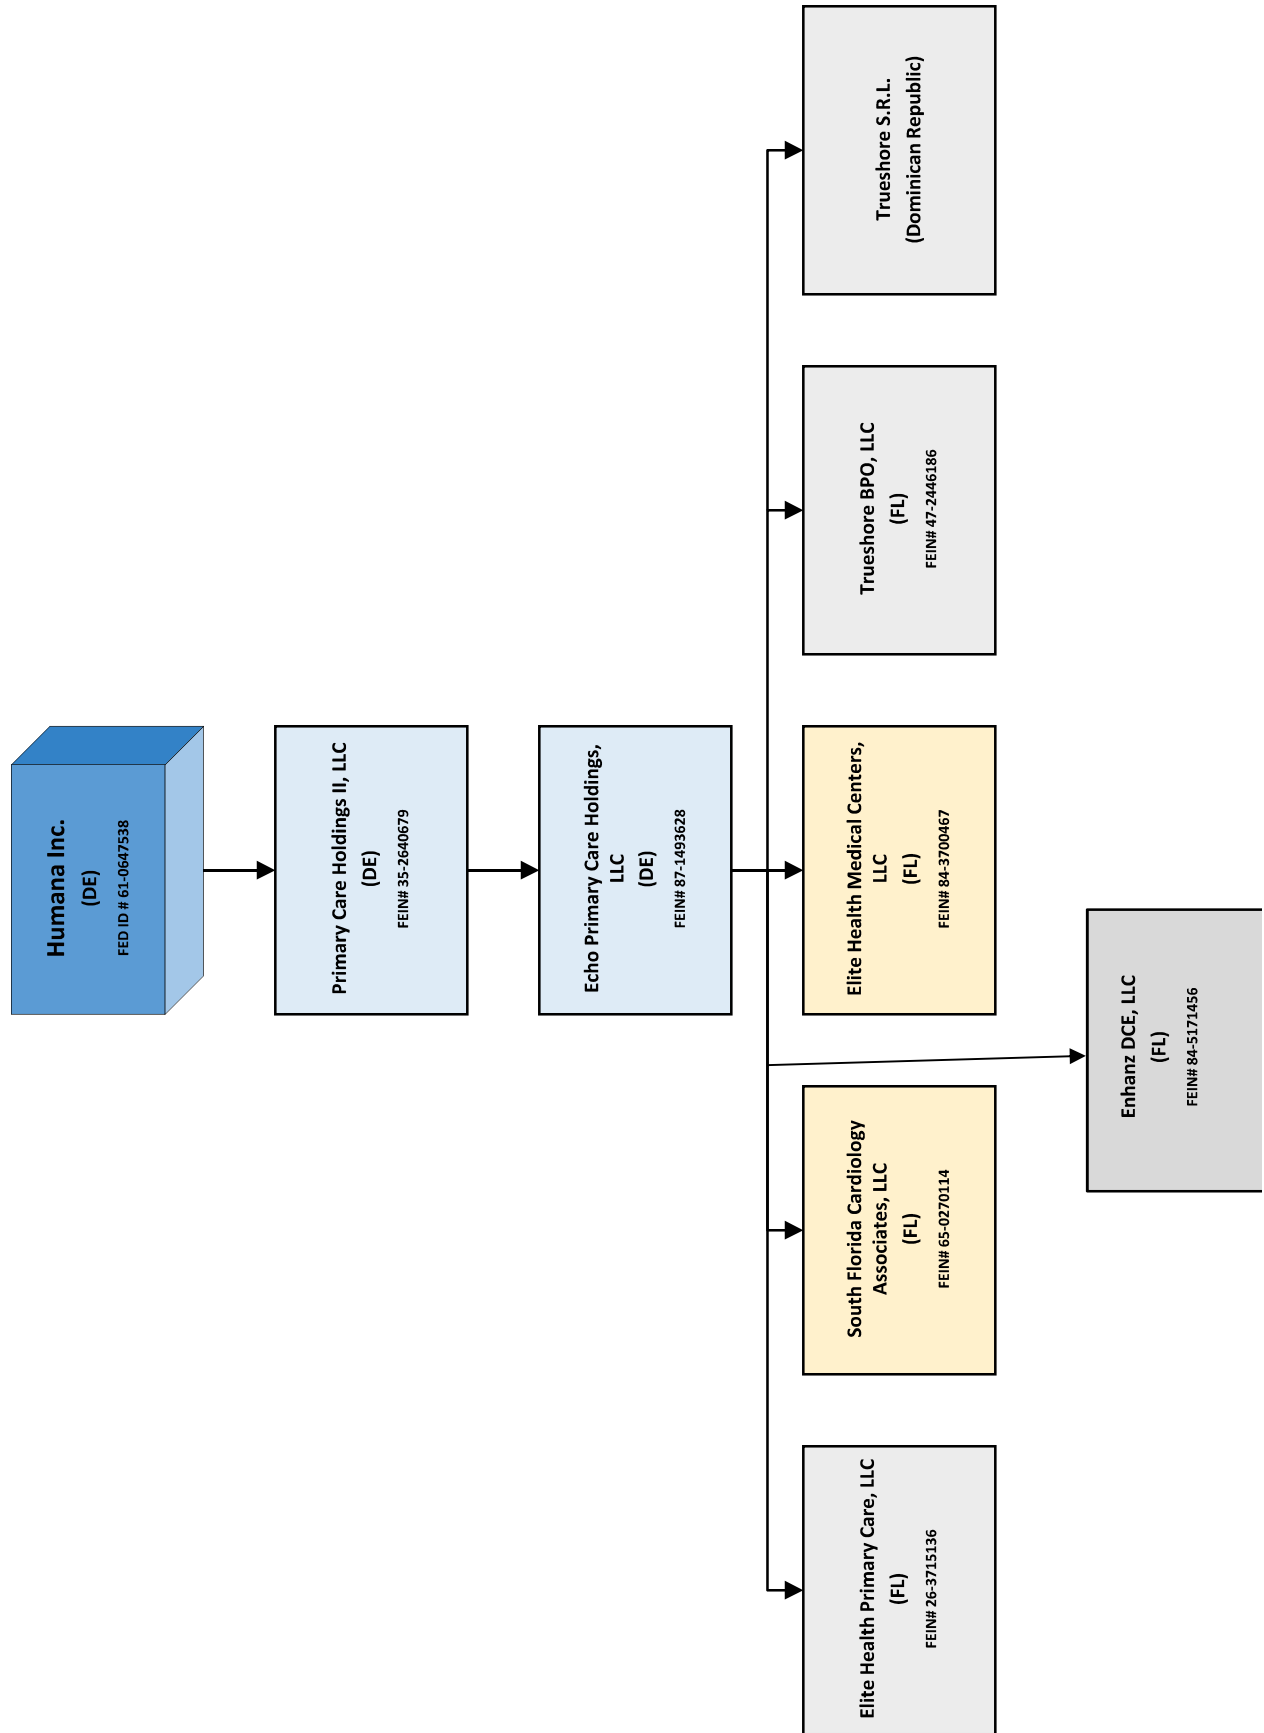 Humana Inc.
(DE)
FED ID # 61-0647538
Primary Care Holdings II, LLC
(DE)
FEIN# 35-2640679
Echo Primary Care Holdings,
LLC
(DE)
FEIN# 87-1493628
Elite Health Primary Care, LLC
(FL)
FEIN# 26-3715136
South Florida Cardiology
Associates, LLC
(FL)
FEIN# 65-0270114
Elite Health Medical Centers,
LLC
(FL)
FEIN# 84-3700467
Trueshore BPO, LLC
(FL)
FEIN# 47-2446186
Trueshore S.R.L.
(Dominican Republic)
Enhanz DCE, LLC
(FL)
FEIN# 84-5171456